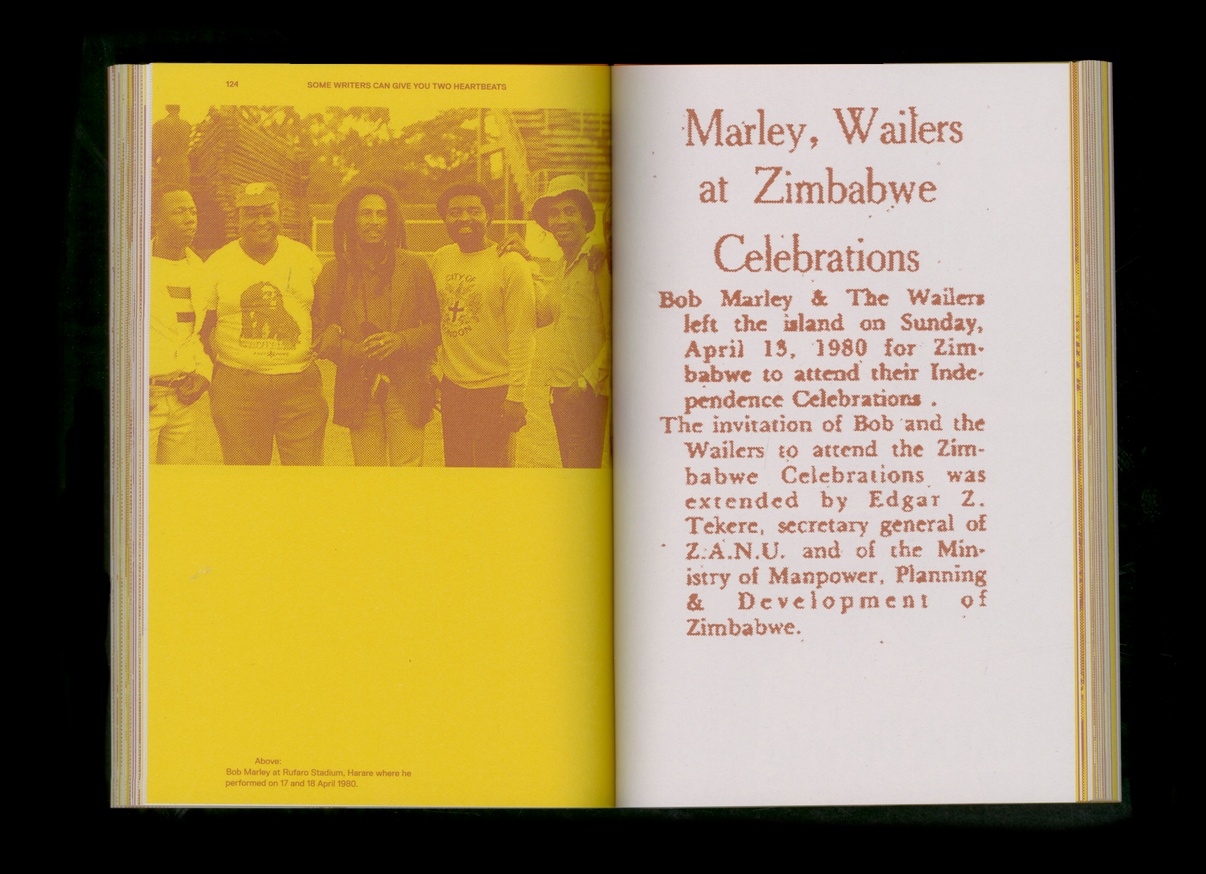 124
SOME WRITERS CAN GIVE YOU TWO HEARTBEATS
CITY OF
Above:
Bob Marley at Rufaro Stadium, Harare where he
performed on 17 and 18 April 1980.
Marley, Wailers
at Zimbabwe
Celebrations
Bob Marley & The Wailers
left the island on Sunday,
April 13, 1980 for Zim-
babwe to attend their Inde-
pendence Celebrations .
The invitation of Bob and the
Wailers to attend the Zim-
babwe Celebrations was
extended by Edgar Z.
Tekere, secretary general of
Z.A.N.U. and of the Min-
istry of Manpower, Planning
& Development of
Zimbabwe.